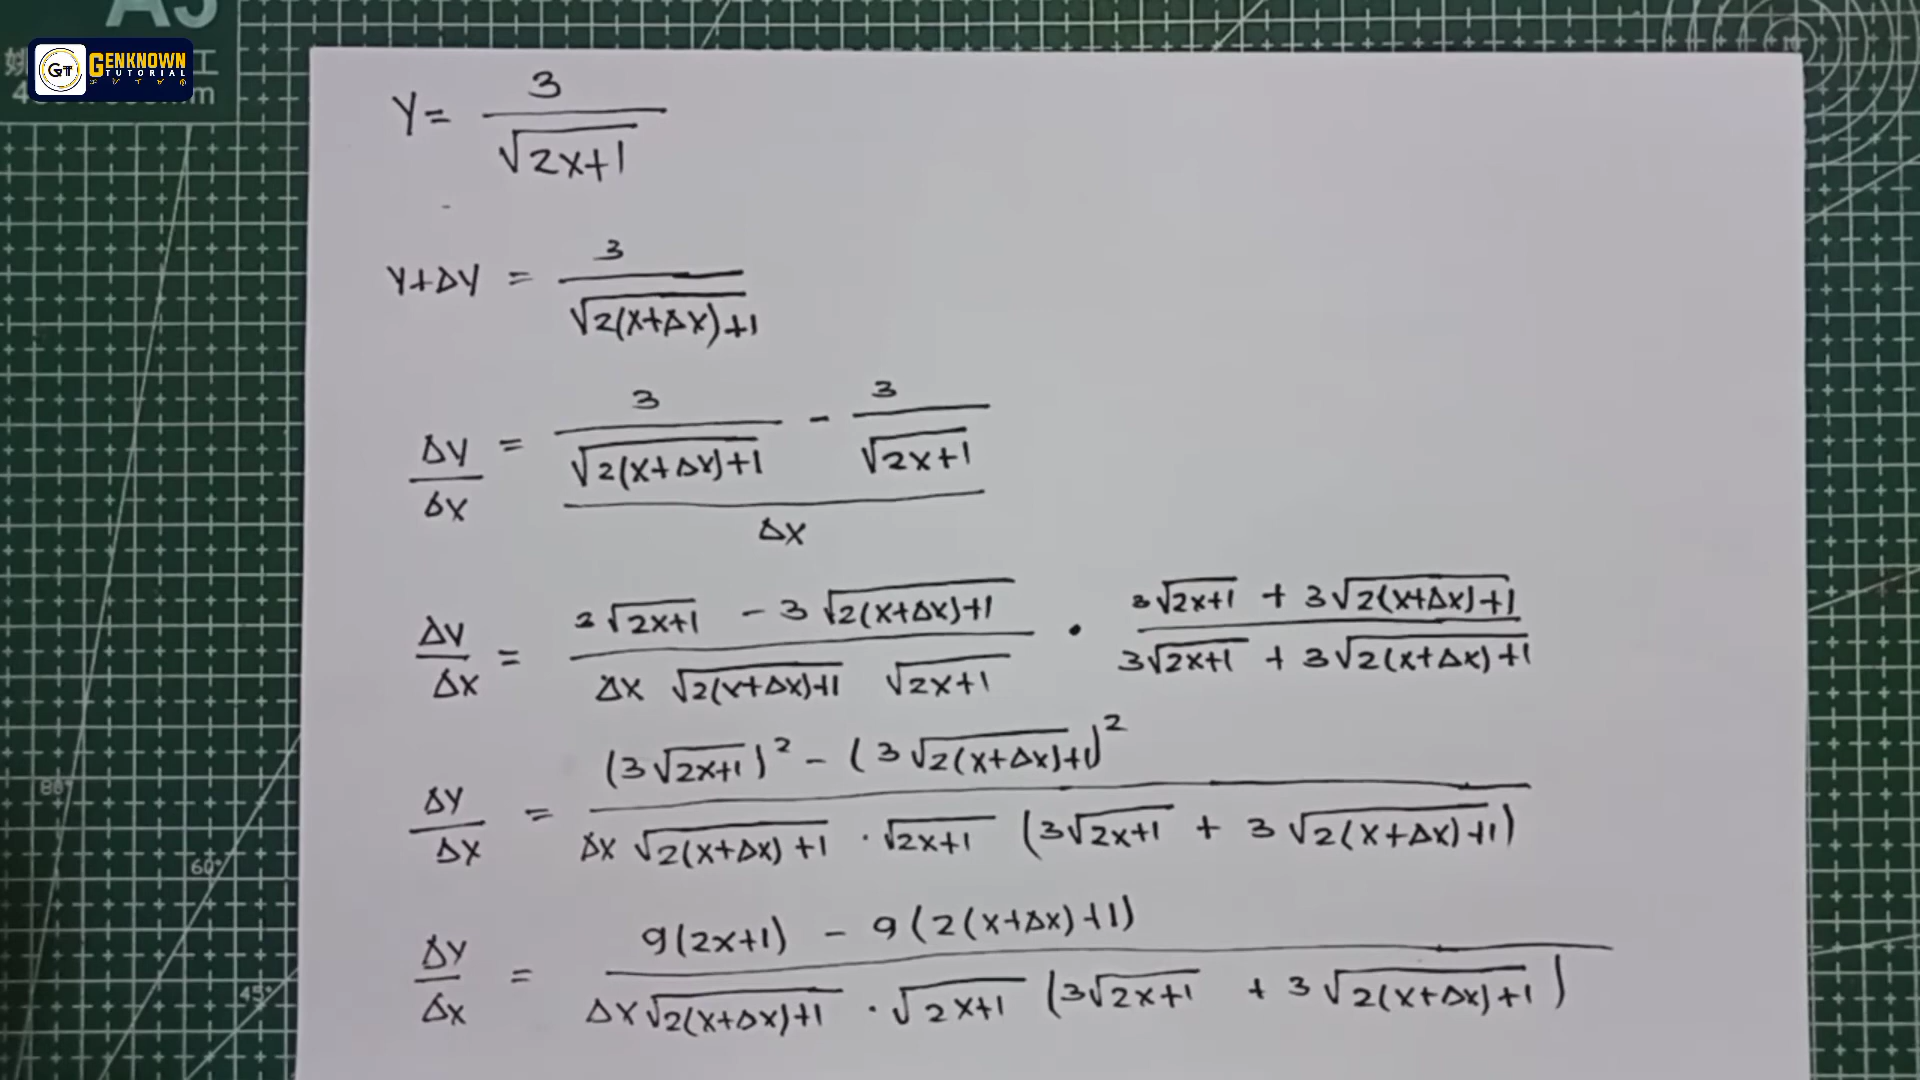 A3
GT GENKNOWN
TUTORIAL
Y = 3/√(2x+1)
Y+ΔY = 3/√(2(x+Δx)+1)
ΔY/Δx = (3/√(2(x+Δx)+1) - 3/√(2x+1))/Δx
ΔY/Δx = (3√(2x+1) - 3√(2(x+Δx)+1))/(Δx √(2(x+Δx)+1) √(2x+1)) · (3√(2x+1) + 3√(2(x+Δx)+1))/(3√(2x+1) + 3√(2(x+Δx)+1))
ΔY/Δx = ((3√(2x+1))² - (3√(2(x+Δx)+1))²)/(Δx √(2(x+Δx)+1) · √(2x+1) (3√(2x+1) + 3√(2(x+Δx)+1)))
80°
60°
ΔY/Δx = (9(2x+1) - 9(2(x+Δx)+1))/(Δx√(2(x+Δx)+1) · √(2x+1) (3√(2x+1) + 3√(2(x+Δx)+1)))
45°